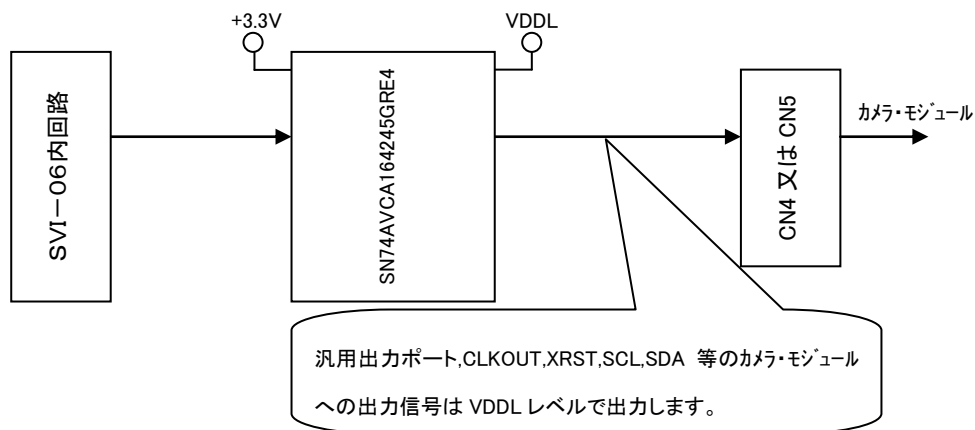 +3.3V
VDDL
SVI－06内回路
SN74AVCA164245GRE4
CN4 又は CN5
ｶﾒﾗ・ﾓｼﾞｭｰﾙ
汎用出力ポート,CLKOUT,XRST,SCL,SDA 等のｶﾒﾗ・ﾓｼﾞｭｰﾙ
への出力信号は VDDL レベルで出力します。